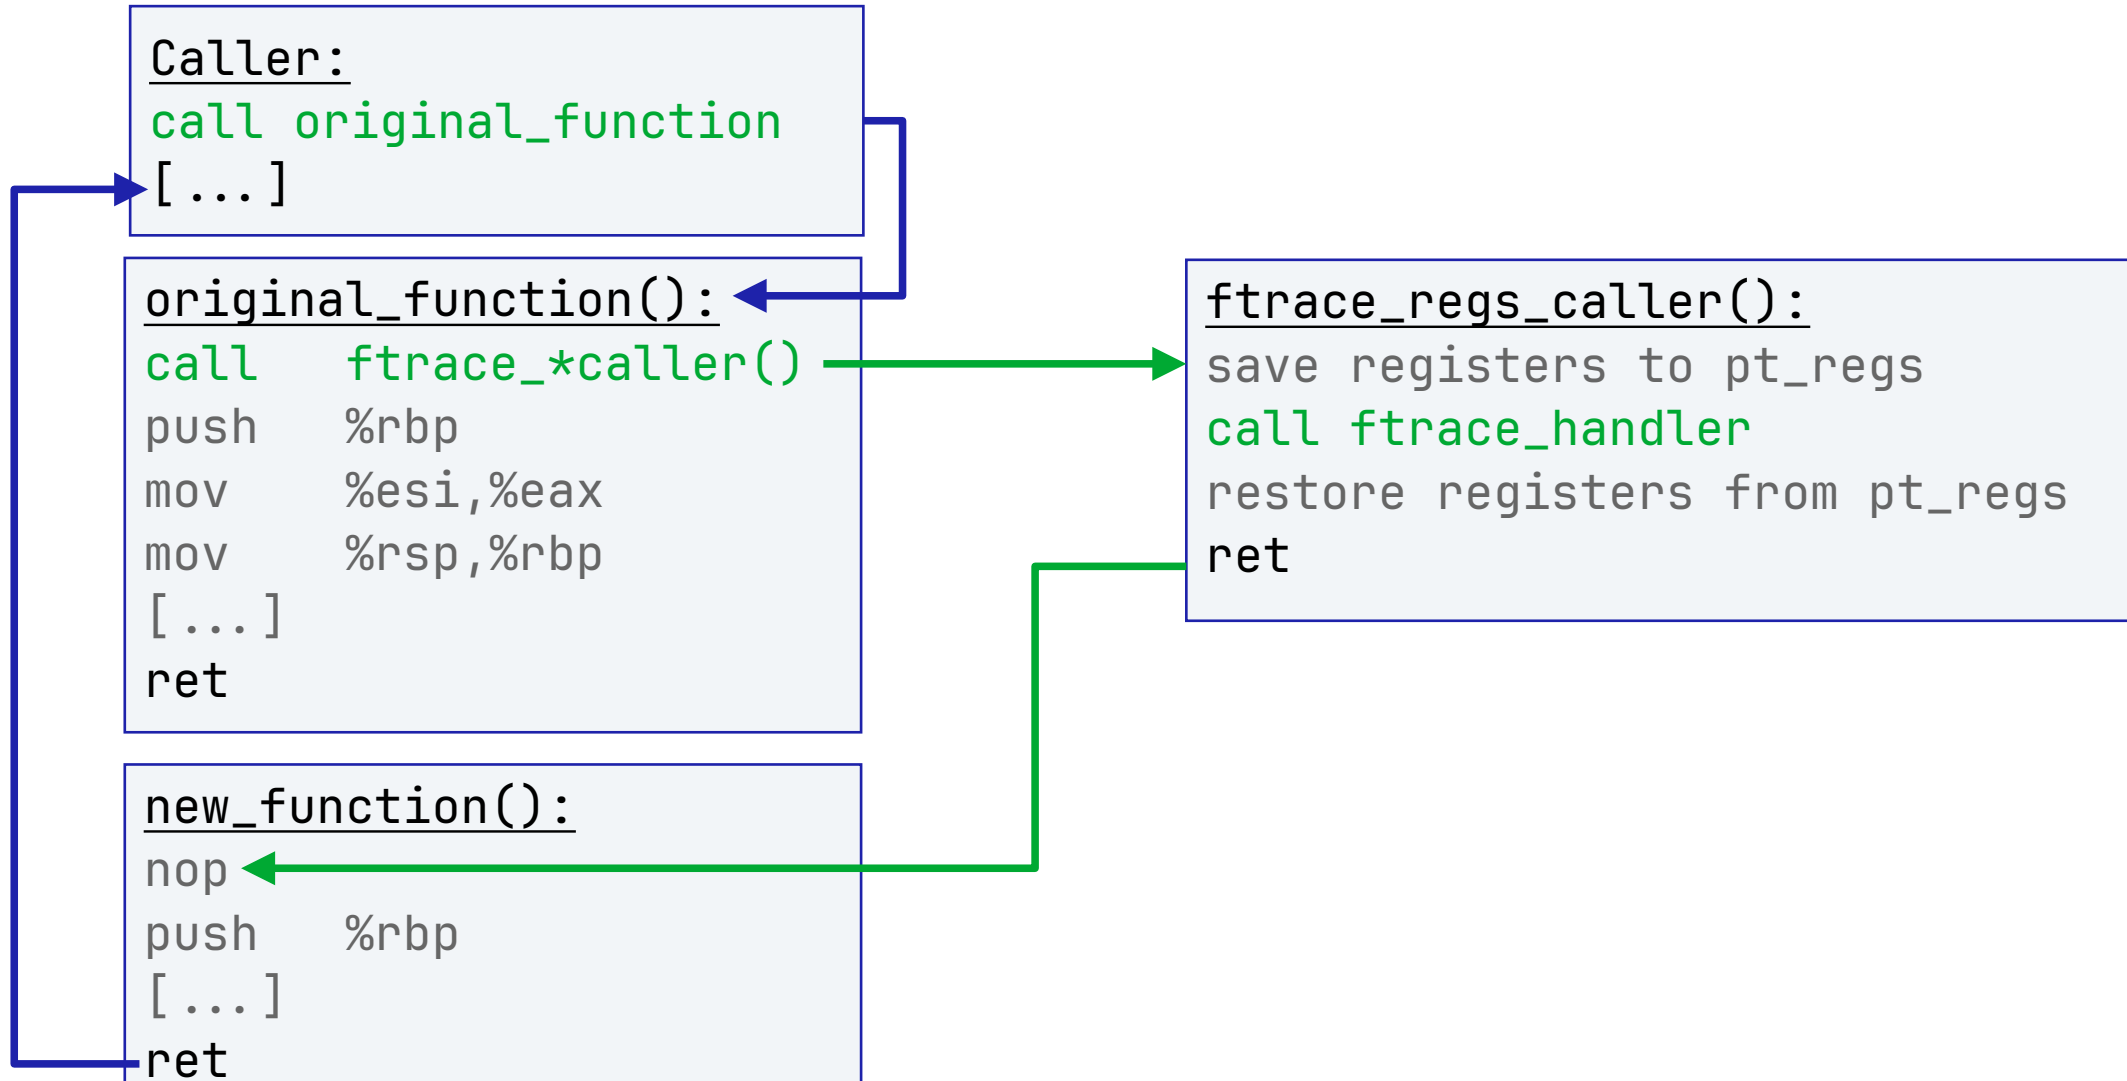 Caller:
call original_function
[...]
original_function():
call ftrace_*caller()
push %rbp
mov %esi,%eax
mov %rsp,%rbp
[...]
ret
new_function():
nop
push %rbp
[...]
ret
ftrace_regs_caller():
save registers to pt_regs
call ftrace_handler
restore registers from pt_regs
ret